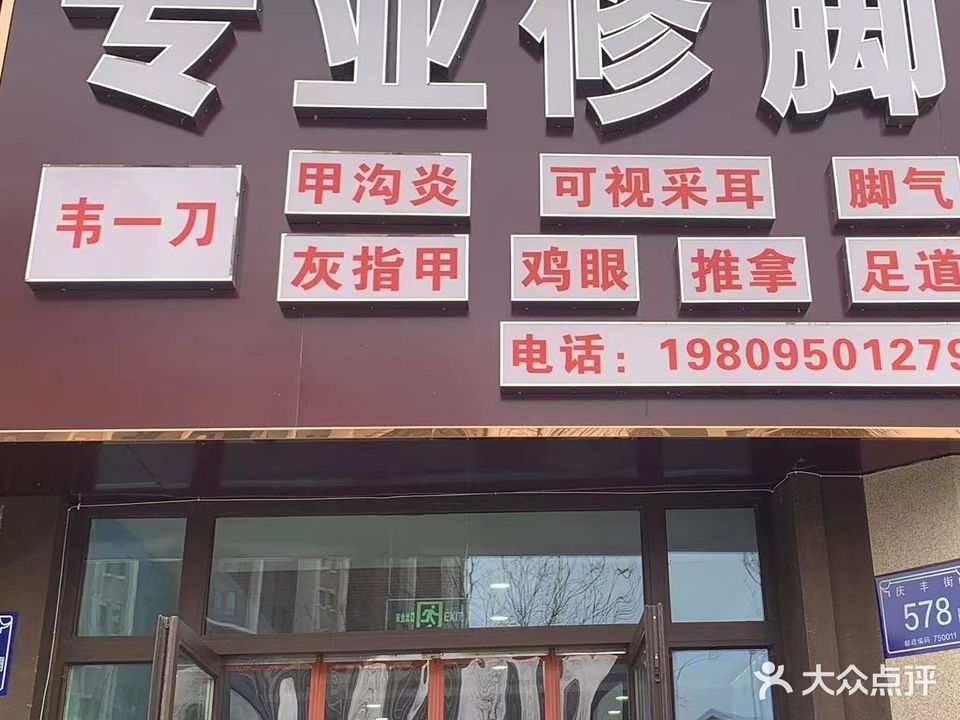 专业修脚
韦一刀
甲沟炎
可视采耳
脚气
灰指甲
鸡眼
推拿
足道
电话：19809501279
安全出口 EXIT
庆丰街
578
邮政编码 750011
大众点评